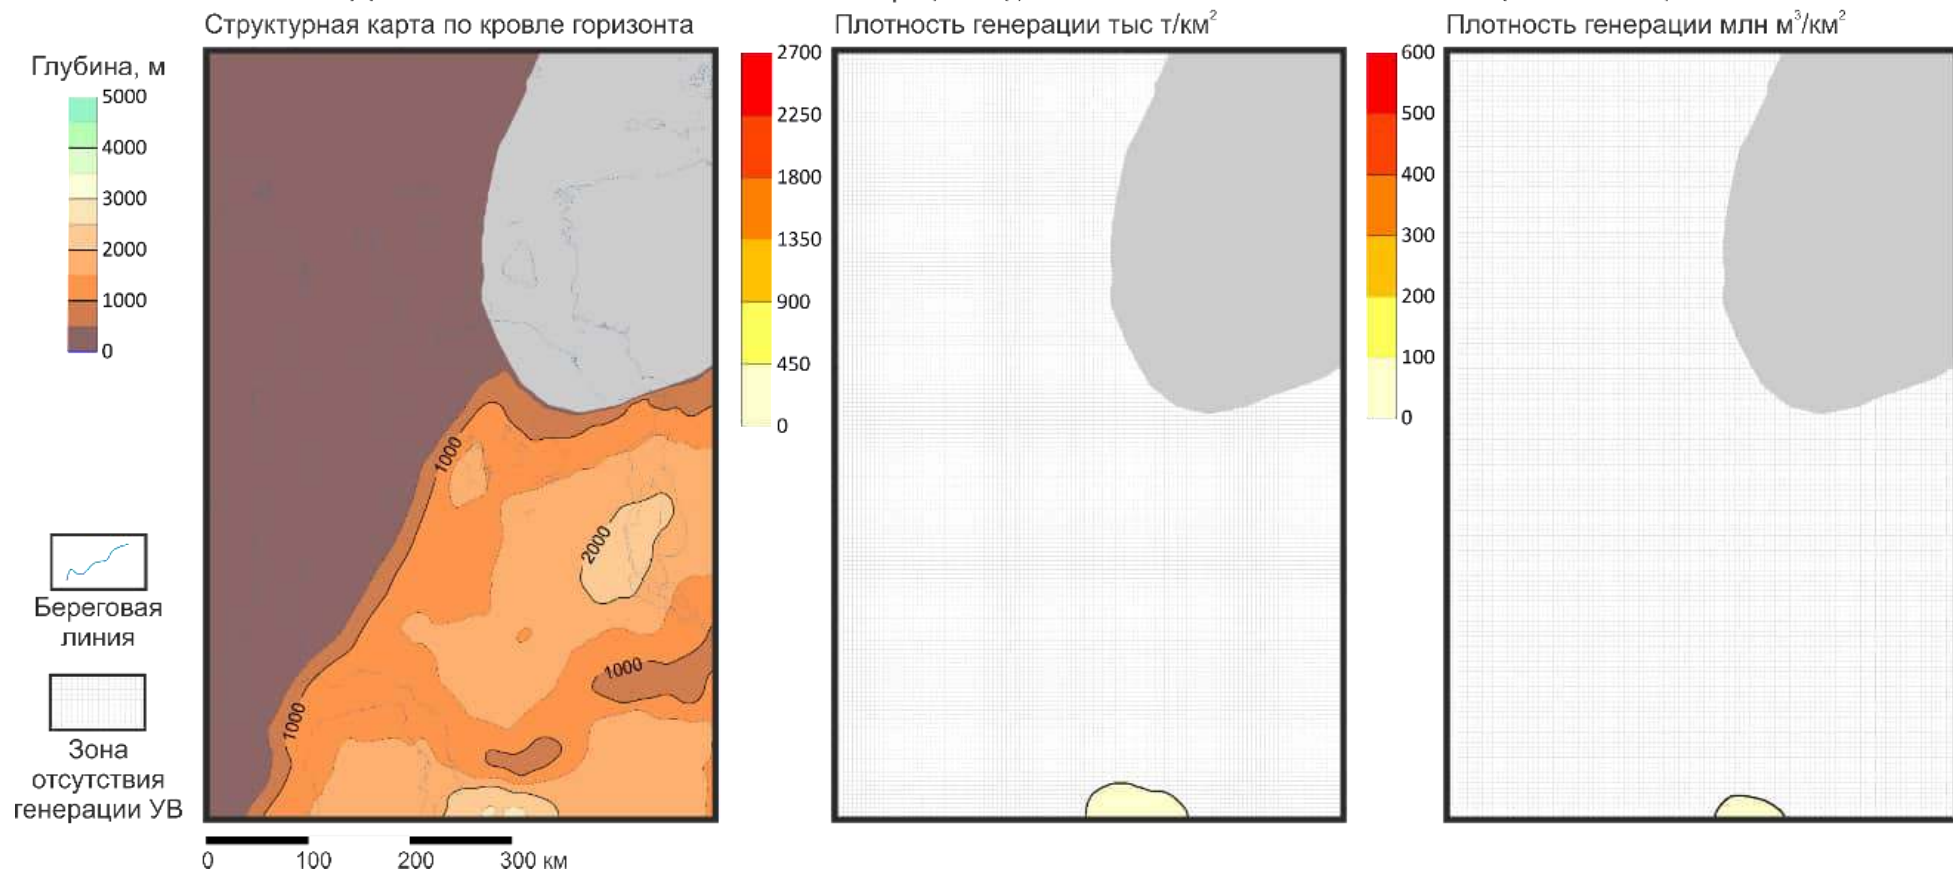 Структурная карта по кровле горизонта
Глубина, м
5000
4000
3000
2000
1000
0
1000
2000
1000
1000
Береговая
линия
Зона
отсутствия
генерации УВ
0 100 200 300 км
Плотность генерации тыс т/км²
2700
2250
1800
1350
900
450
0
Плотность генерации млн м³/км²
600
500
400
300
200
100
0